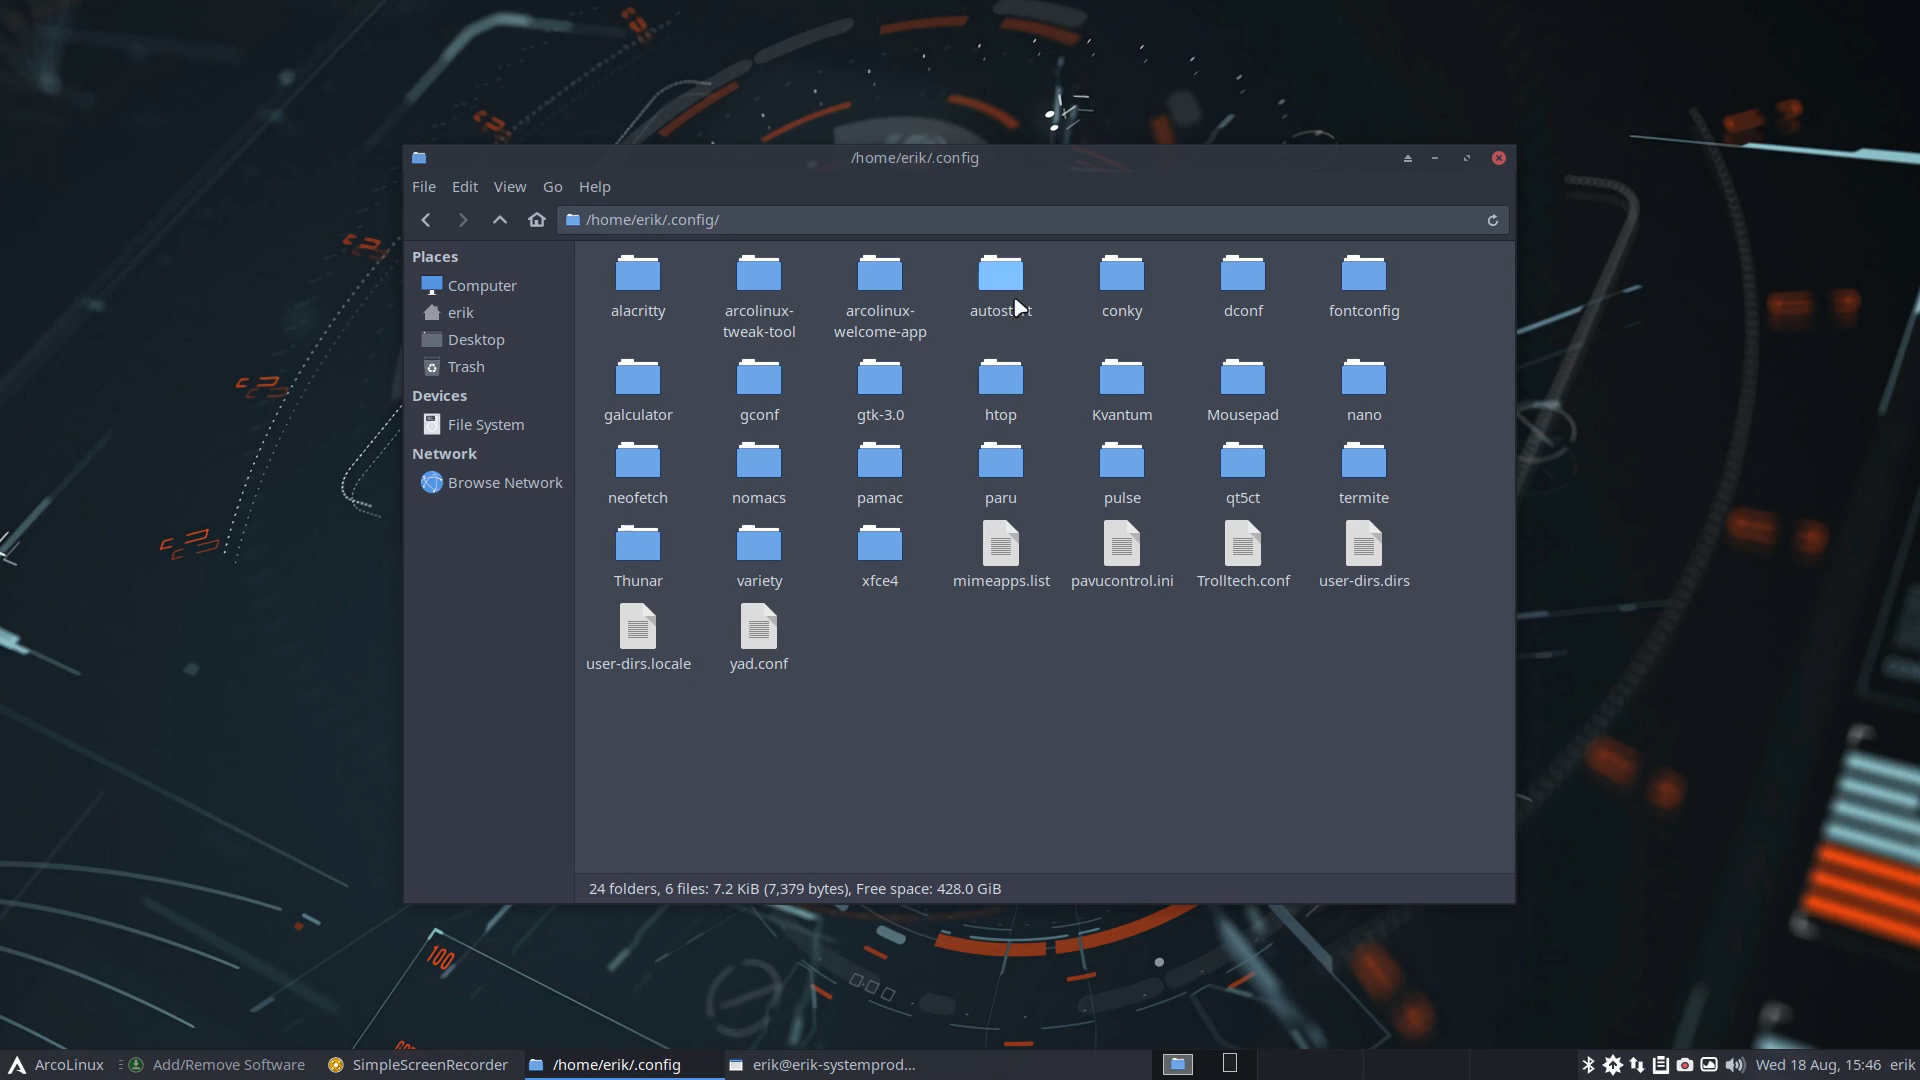 /home/erik/.config
File Edit View Go Help
/home/erik/.config/
Places
Computer
erik
Desktop
Trash
Devices
File System
Network
Browse Network
alacritty
arcolinux-
tweak-tool
arcolinux-
welcome-app
conky
dconf
fontconfig
galculator
gconf
gtk-3.0
htop
Kvantum
Mousepad
nano
neofetch
nomacs
pamac
paru
pulse
qt5ct
termite
Thunar
variety
xfce4
mimeapps.list
pavucontrol.ini
Trolltech.conf
user-dirs.dirs
user-dirs.locale
yad.conf
24 folders, 6 files: 7.2 KiB (7,379 bytes), Free space: 428.0 GiB
100
ArcoLinux
Add/Remove Software
SimpleScreenRecorder
/home/erik/.config
erik@erik-systemprod...
Wed 18 Aug, 15:46 erik